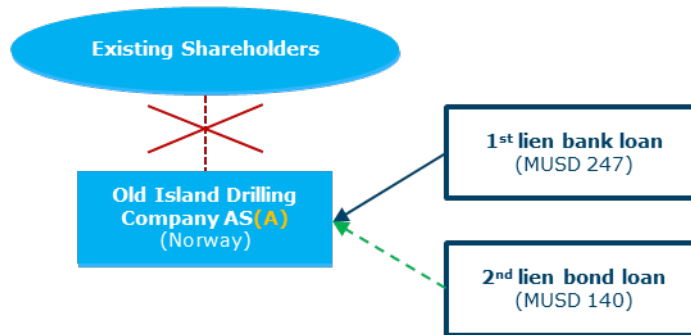 Existing Shareholders
1st lien bank loan
(MUSD 247)
Old Island Drilling
Company AS(A)
(Norway)
2nd lien bond loan
(MUSD 140)